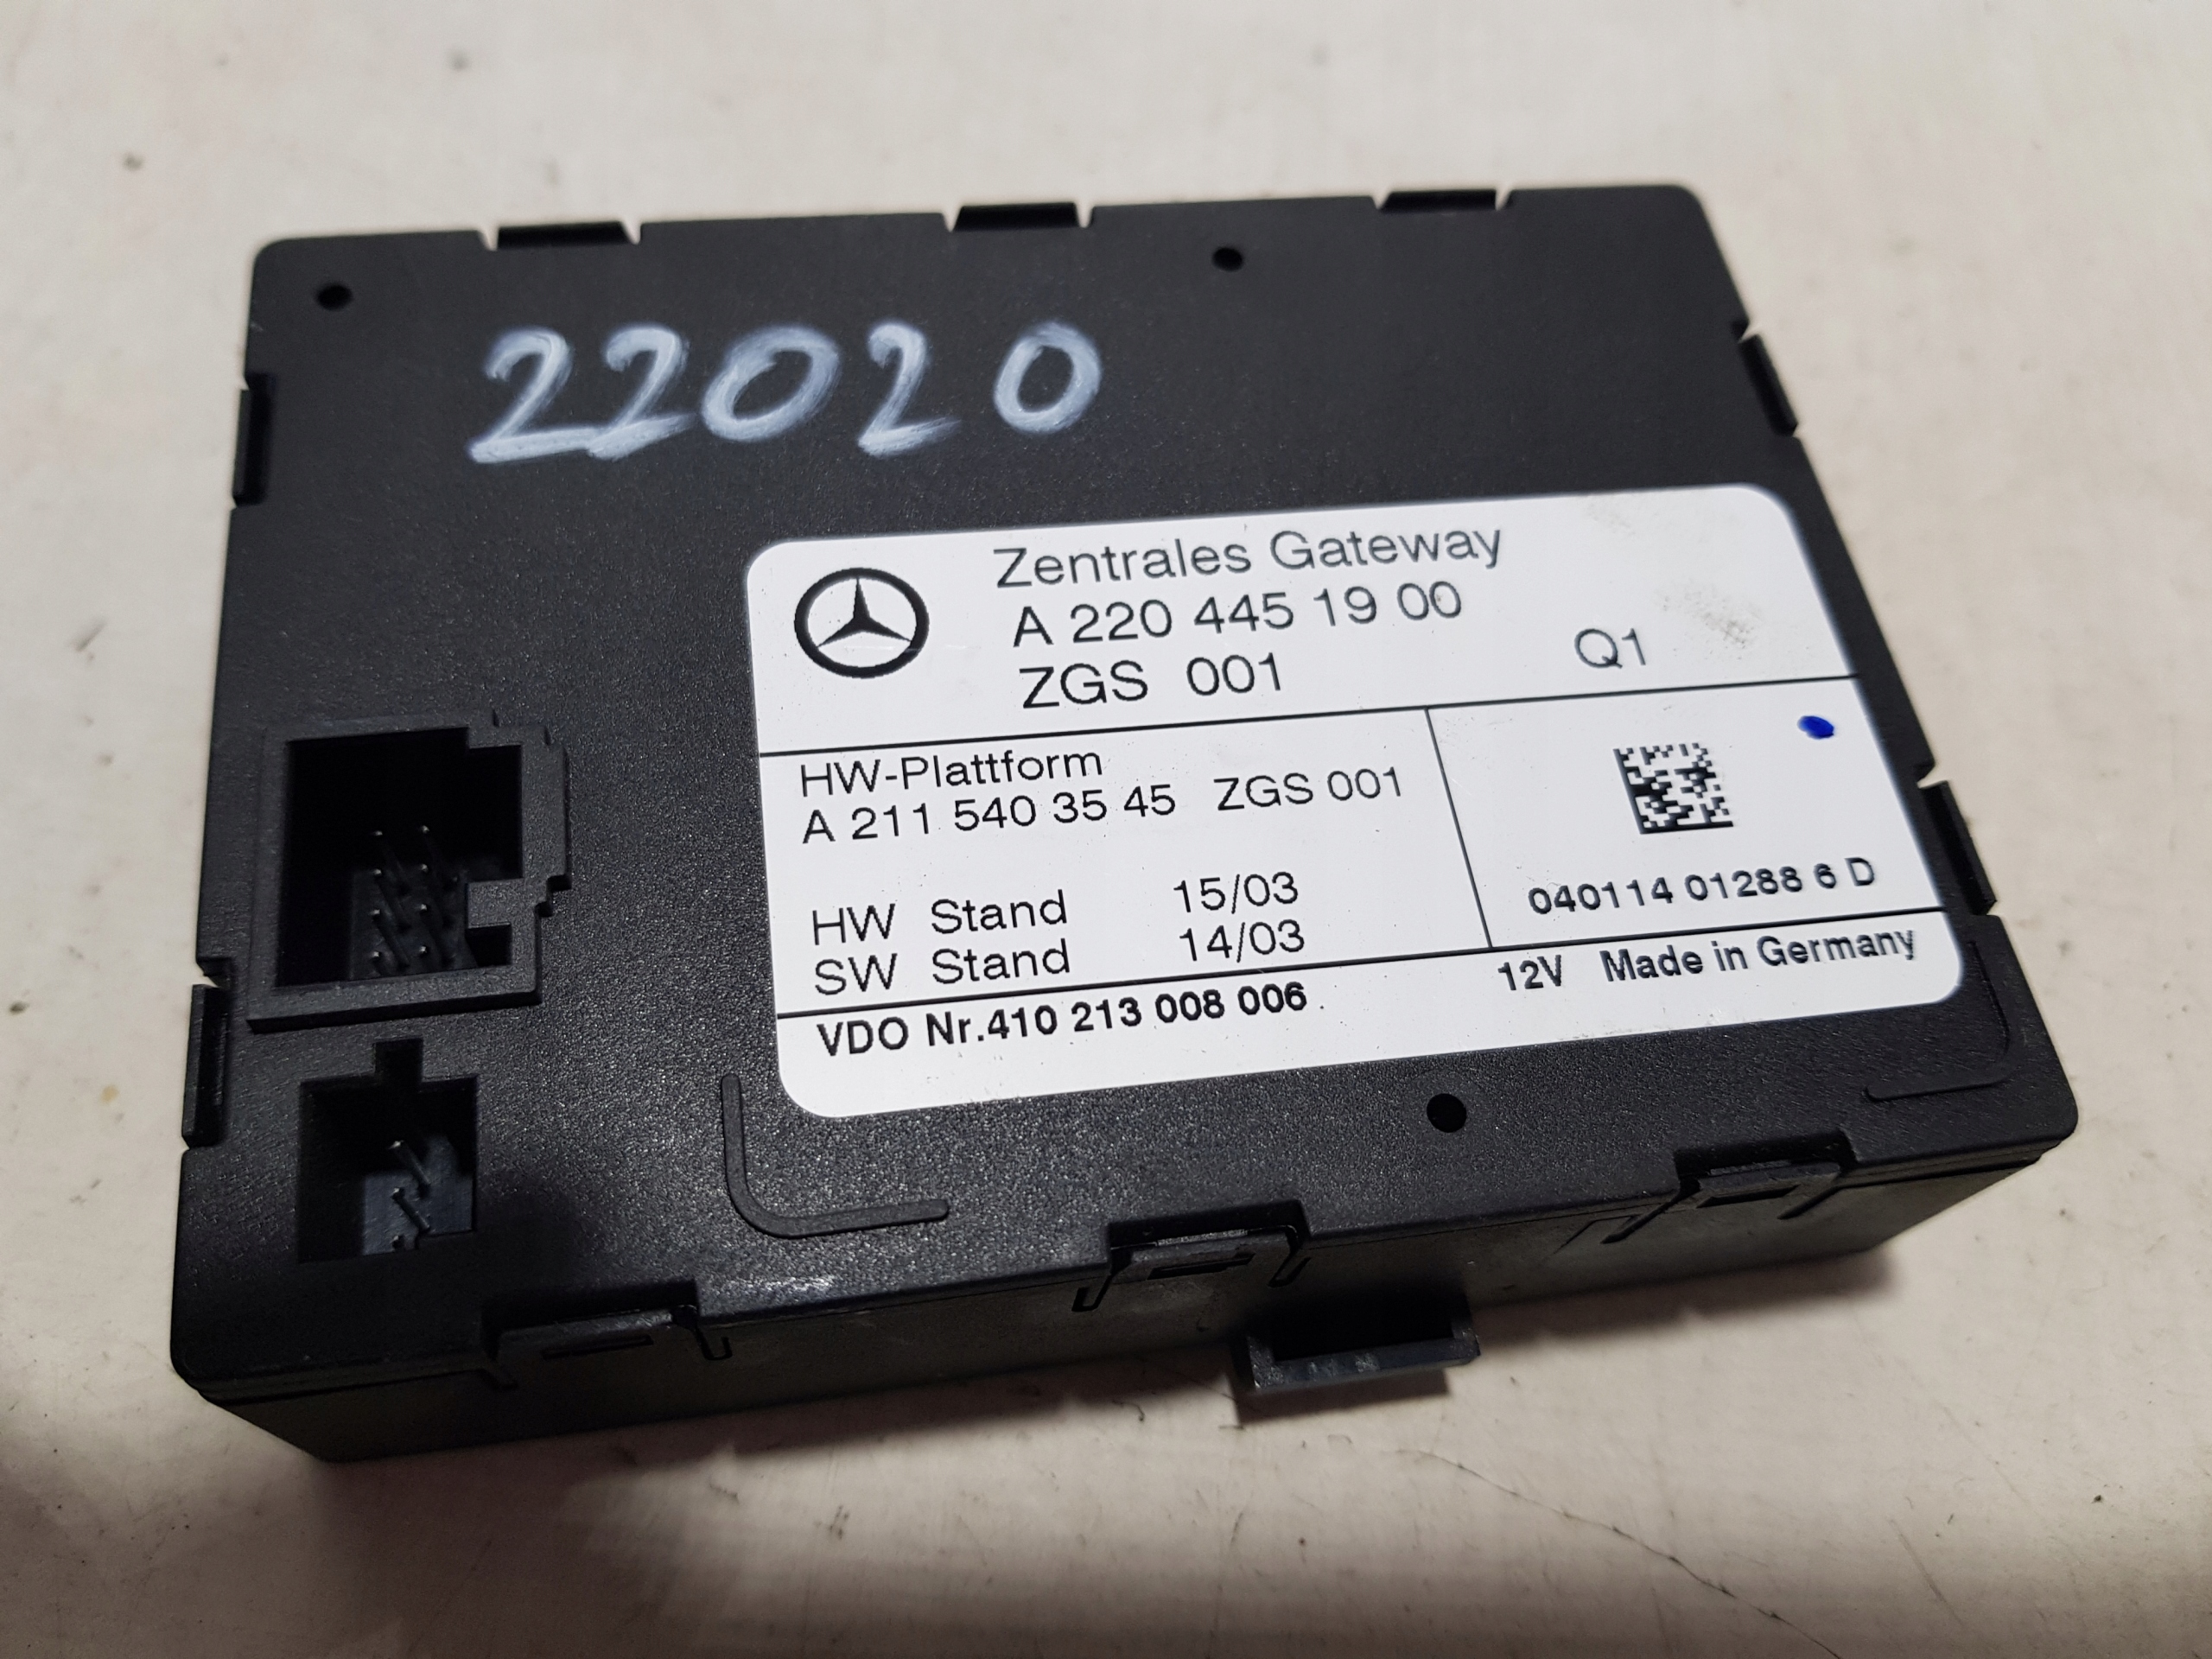 22020
Zentrales Gateway
A 220 445 19 00
ZGS 001
Q1
HW-Plattform
A 211 540 35 45 ZGS 001
HW Stand 15/03
SW Stand 14/03
040114 01288 6 D
VDO Nr.410 213 008 006
12V Made in Germany